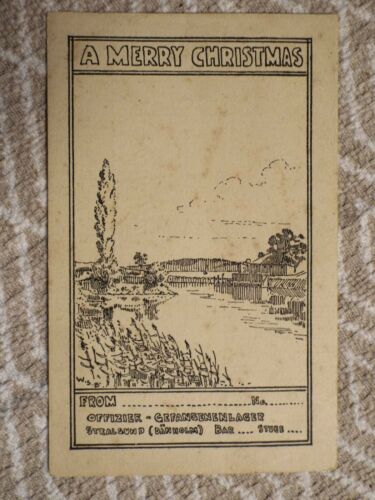 A MERRY CHRISTMAS
W.S.B.
FROM .......................... No. ..........
OFFIZIER - GEFANGENENLAGER
STRALSUND (DÄNHOLM) BAR .... STUBE ....